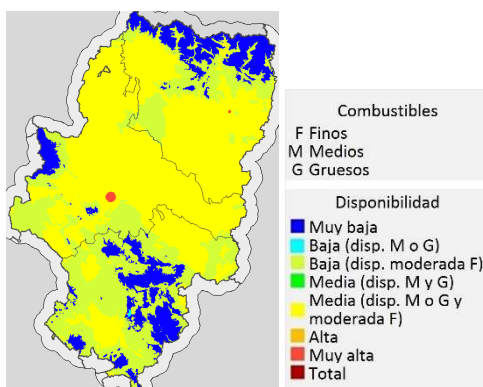 Combustibles
F Finos
M Medios
G Gruesos
Disponibilidad
Muy baja
Baja (disp. M o G)
Baja (disp. moderada F)
Media (disp. M y G)
Media (disp. M o G y
moderada F)
Alta
Muy alta
Total